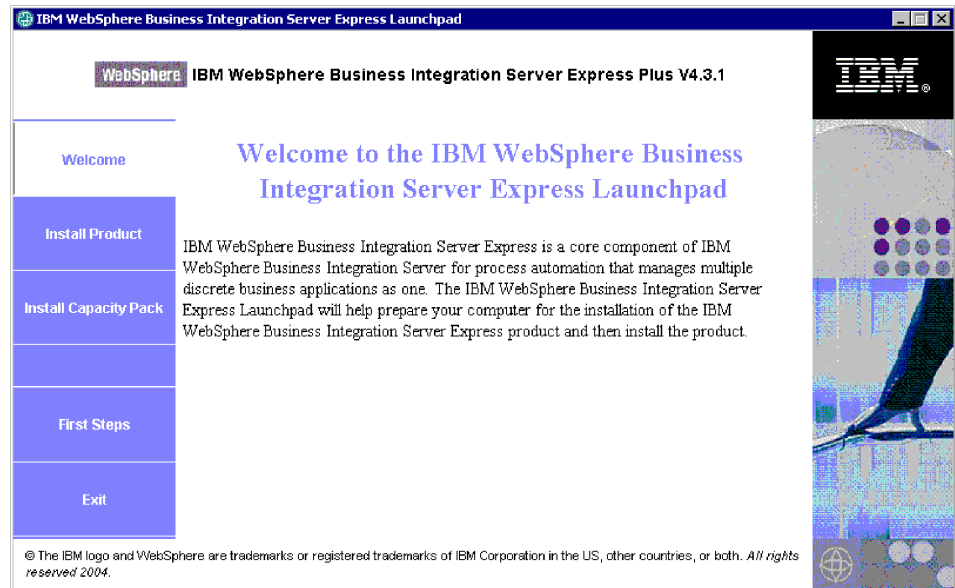 IBM WebSphere Business Integration Server Express Launchpad
WebSphere IBM WebSphere Business Integration Server Express Plus V4.3.1
IBM®
Welcome
Install Product
Install Capacity Pack
First Steps
Exit
Welcome to the IBM WebSphere Business
Integration Server Express Launchpad
IBM WebSphere Business Integration Server Express is a core component of IBM
WebSphere Business Integration Server for process automation that manages multiple
discrete business applications as one. The IBM WebSphere Business Integration Server
Express Launchpad will help prepare your computer for the installation of the IBM
WebSphere Business Integration Server Express product and then install the product.
© The IBM logo and WebSphere are trademarks or registered trademarks of IBM Corporation in the US, other countries, or both. All rights
reserved 2004.